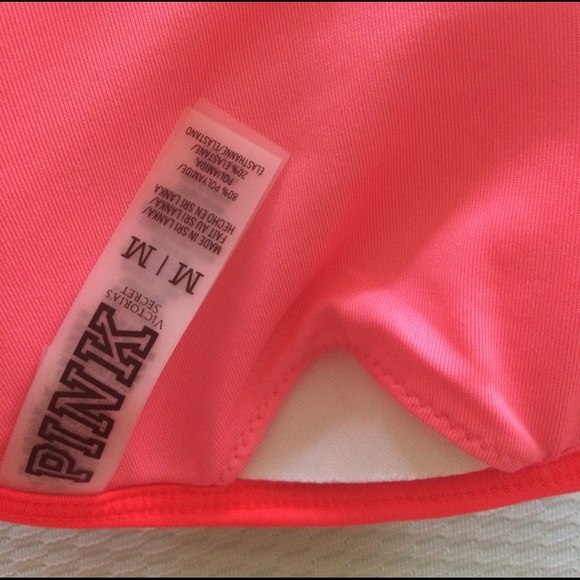 PINK
VICTORIA'S
SECRET
M | M
MADE IN SRI LANKA/
FAIT AU SRI LANKA/
HECHO EN SRI LANKA
80% POLYAMIDE/
POLIAMIDA,
20% ELASTANE/
ELASTHANNE/ELASTANO